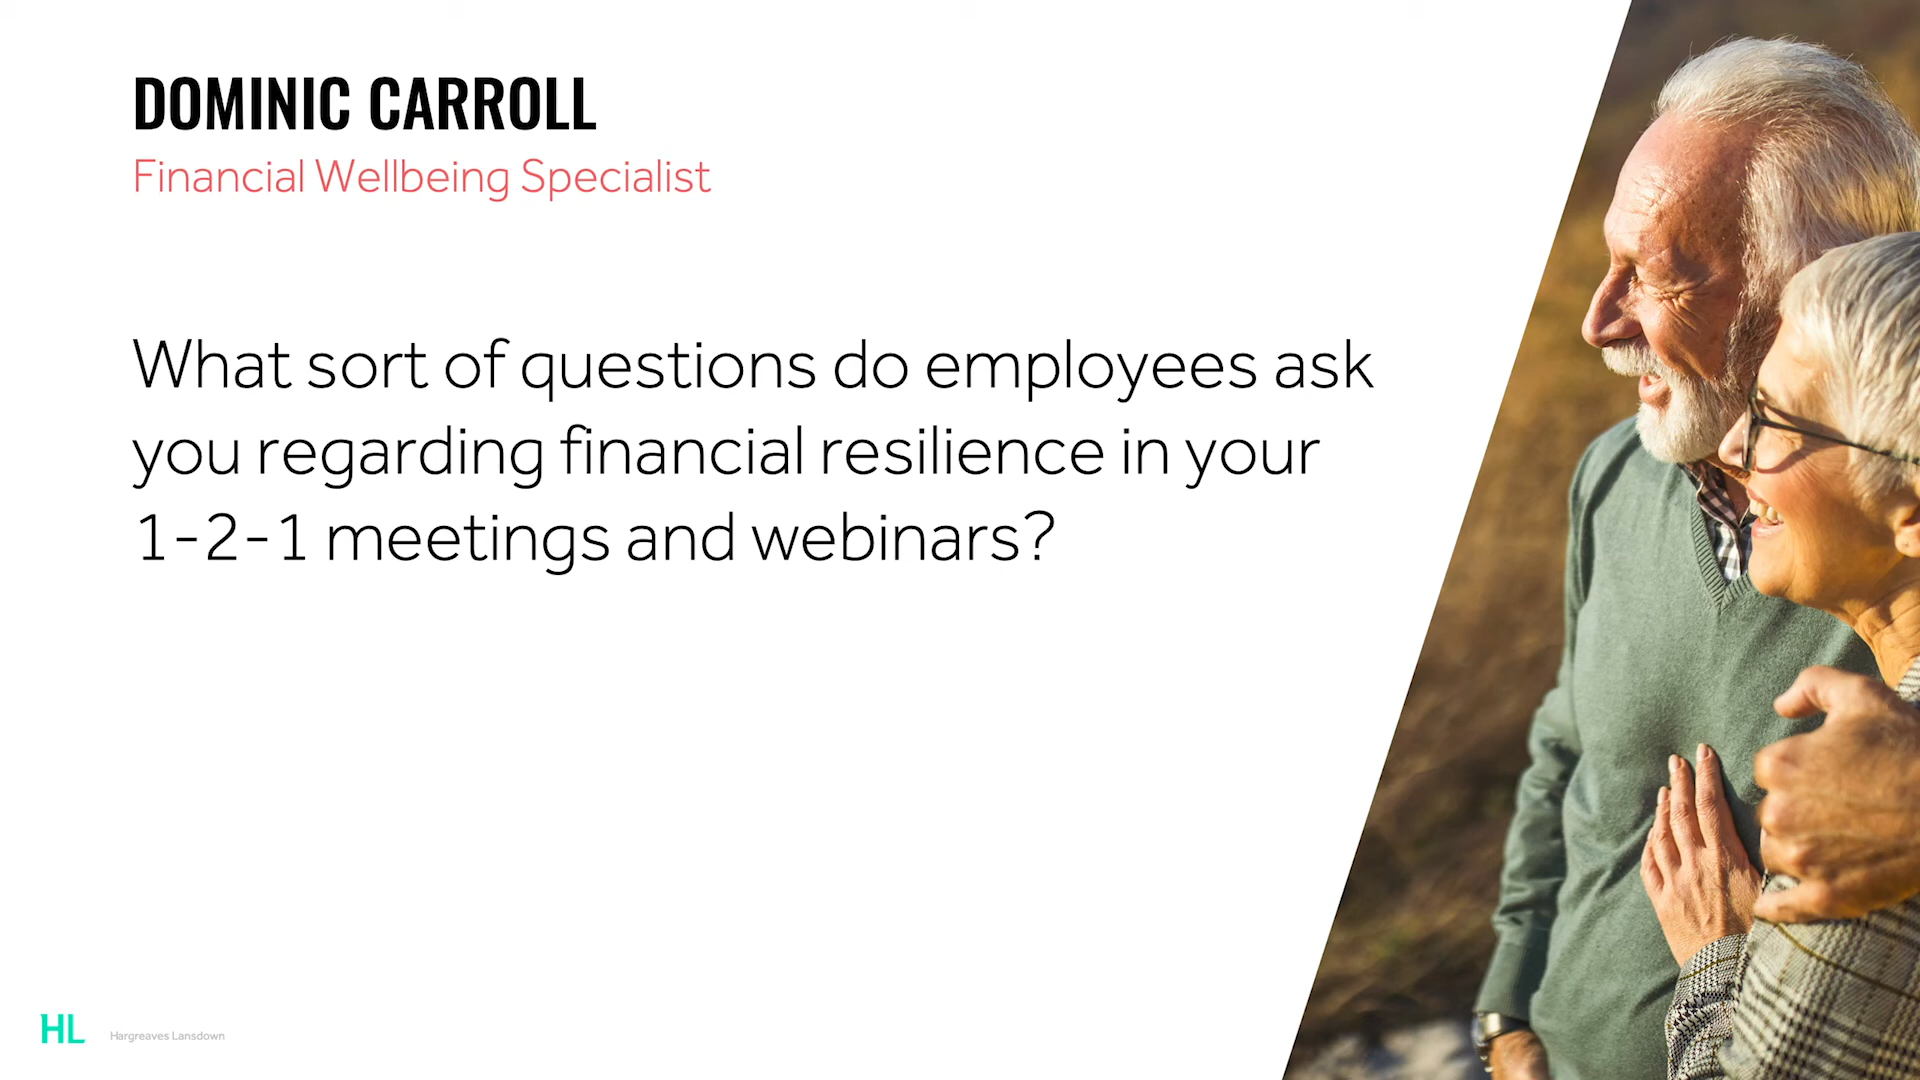 DOMINIC CARROLL
Financial Wellbeing Specialist
What sort of questions do employees ask
you regarding financial resilience in your
1-2-1 meetings and webinars?
HL
Hargreaves Lansdown